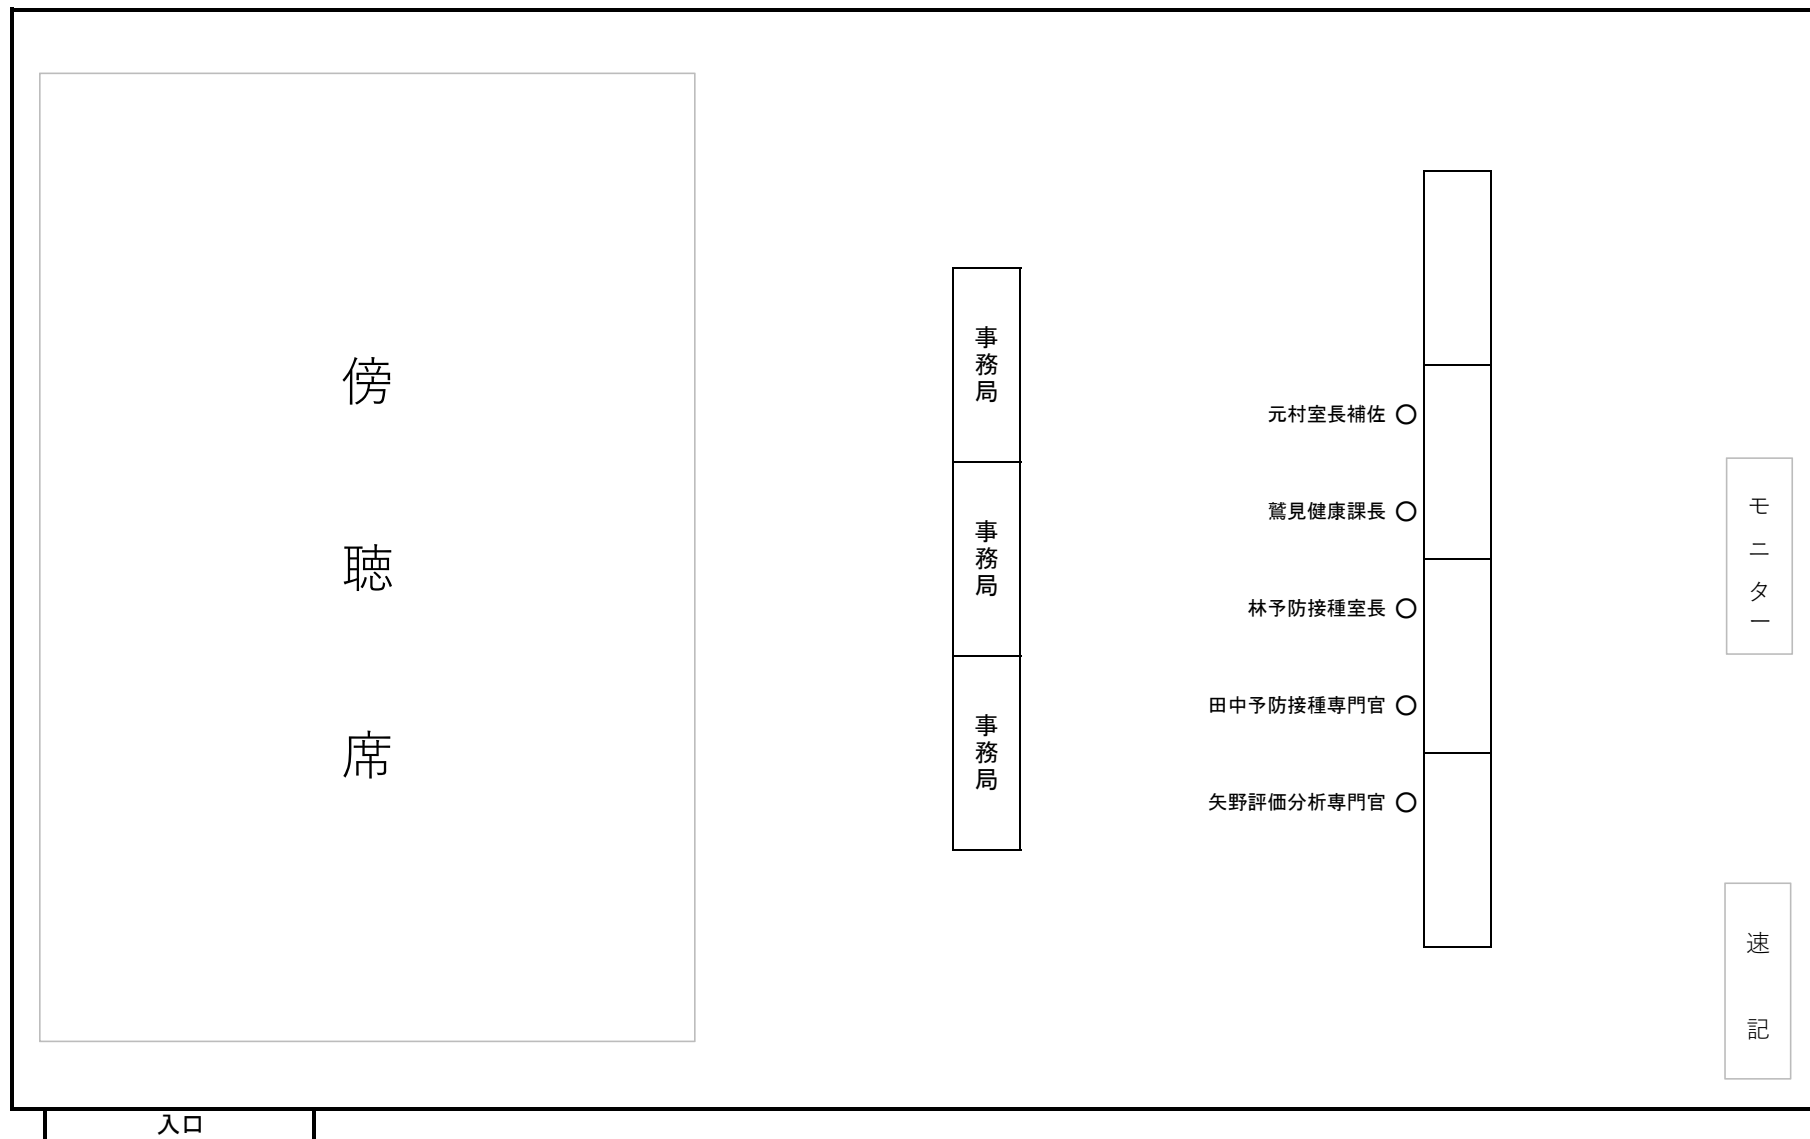 傍聴席
事務局
事務局
事務局
元村室長補佐
鷲見健康課長
林予防接種室長
田中予防接種専門官
矢野評価分析専門官
モニター
速記
入口